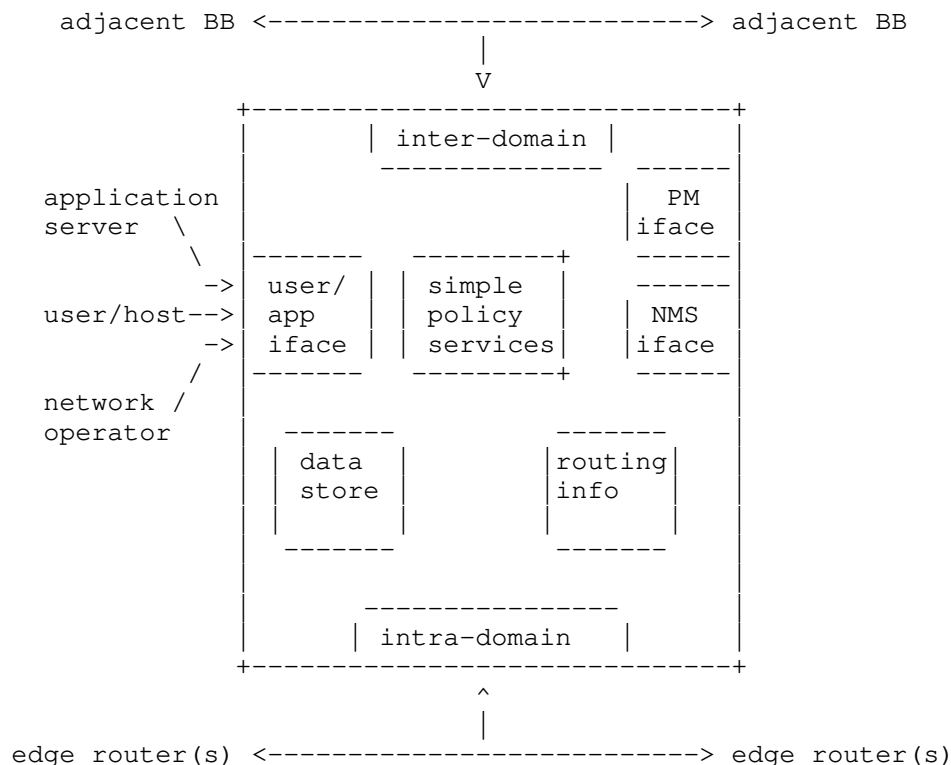 adjacent BB <---------------------------> adjacent BB
|
V
+-------------------------------+
| inter-domain |
-------------- ------
application | PM
server \ |iface
\ ------- ---------+ ------
-> user/ | | simple | ------
user/host--> app | | policy | | NMS
-> iface | | services| |iface
/ ------- ---------+ ------
network /
operator ------- -------
| data | |routing|
| store | |info |
| | | |
------- -------
----------------
| intra-domain |
+-------------------------------+
^
|
edge router(s) <---------------------------> edge router(s)